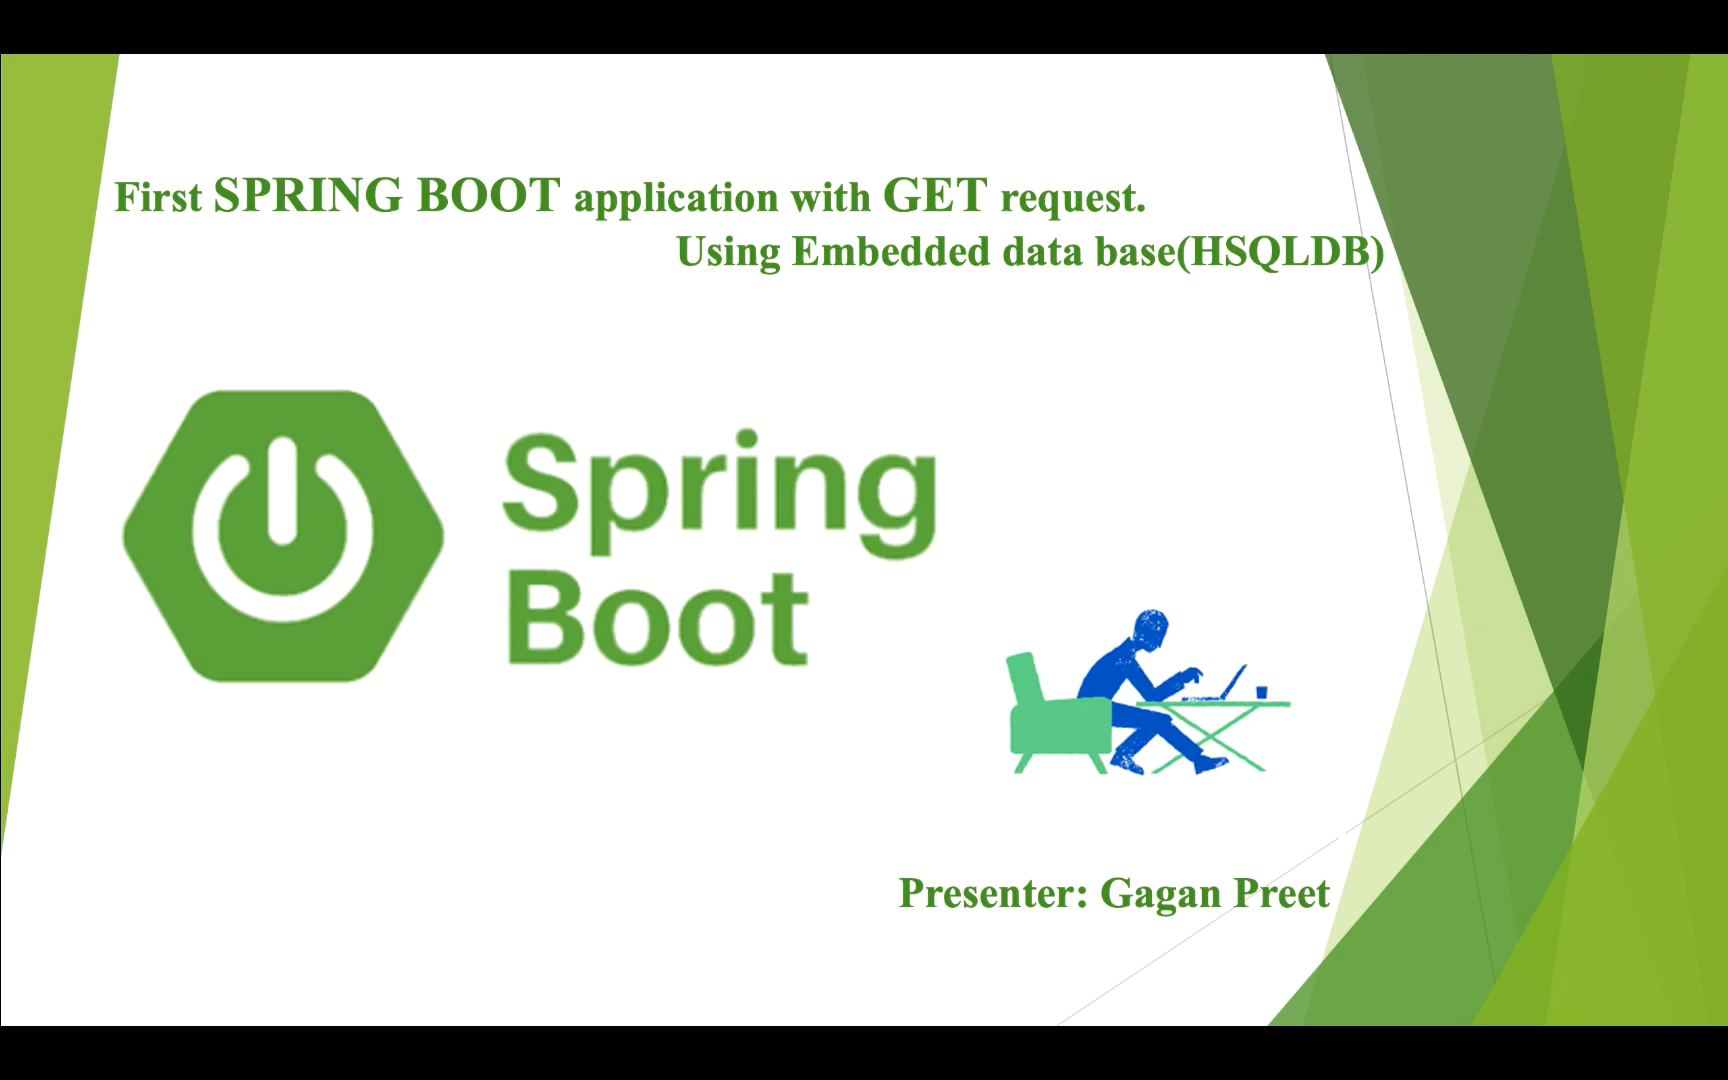 First SPRING BOOT application with GET request.
Using Embedded data base(HSQLDB)
Spring
Boot
Presenter: Gagan Preet